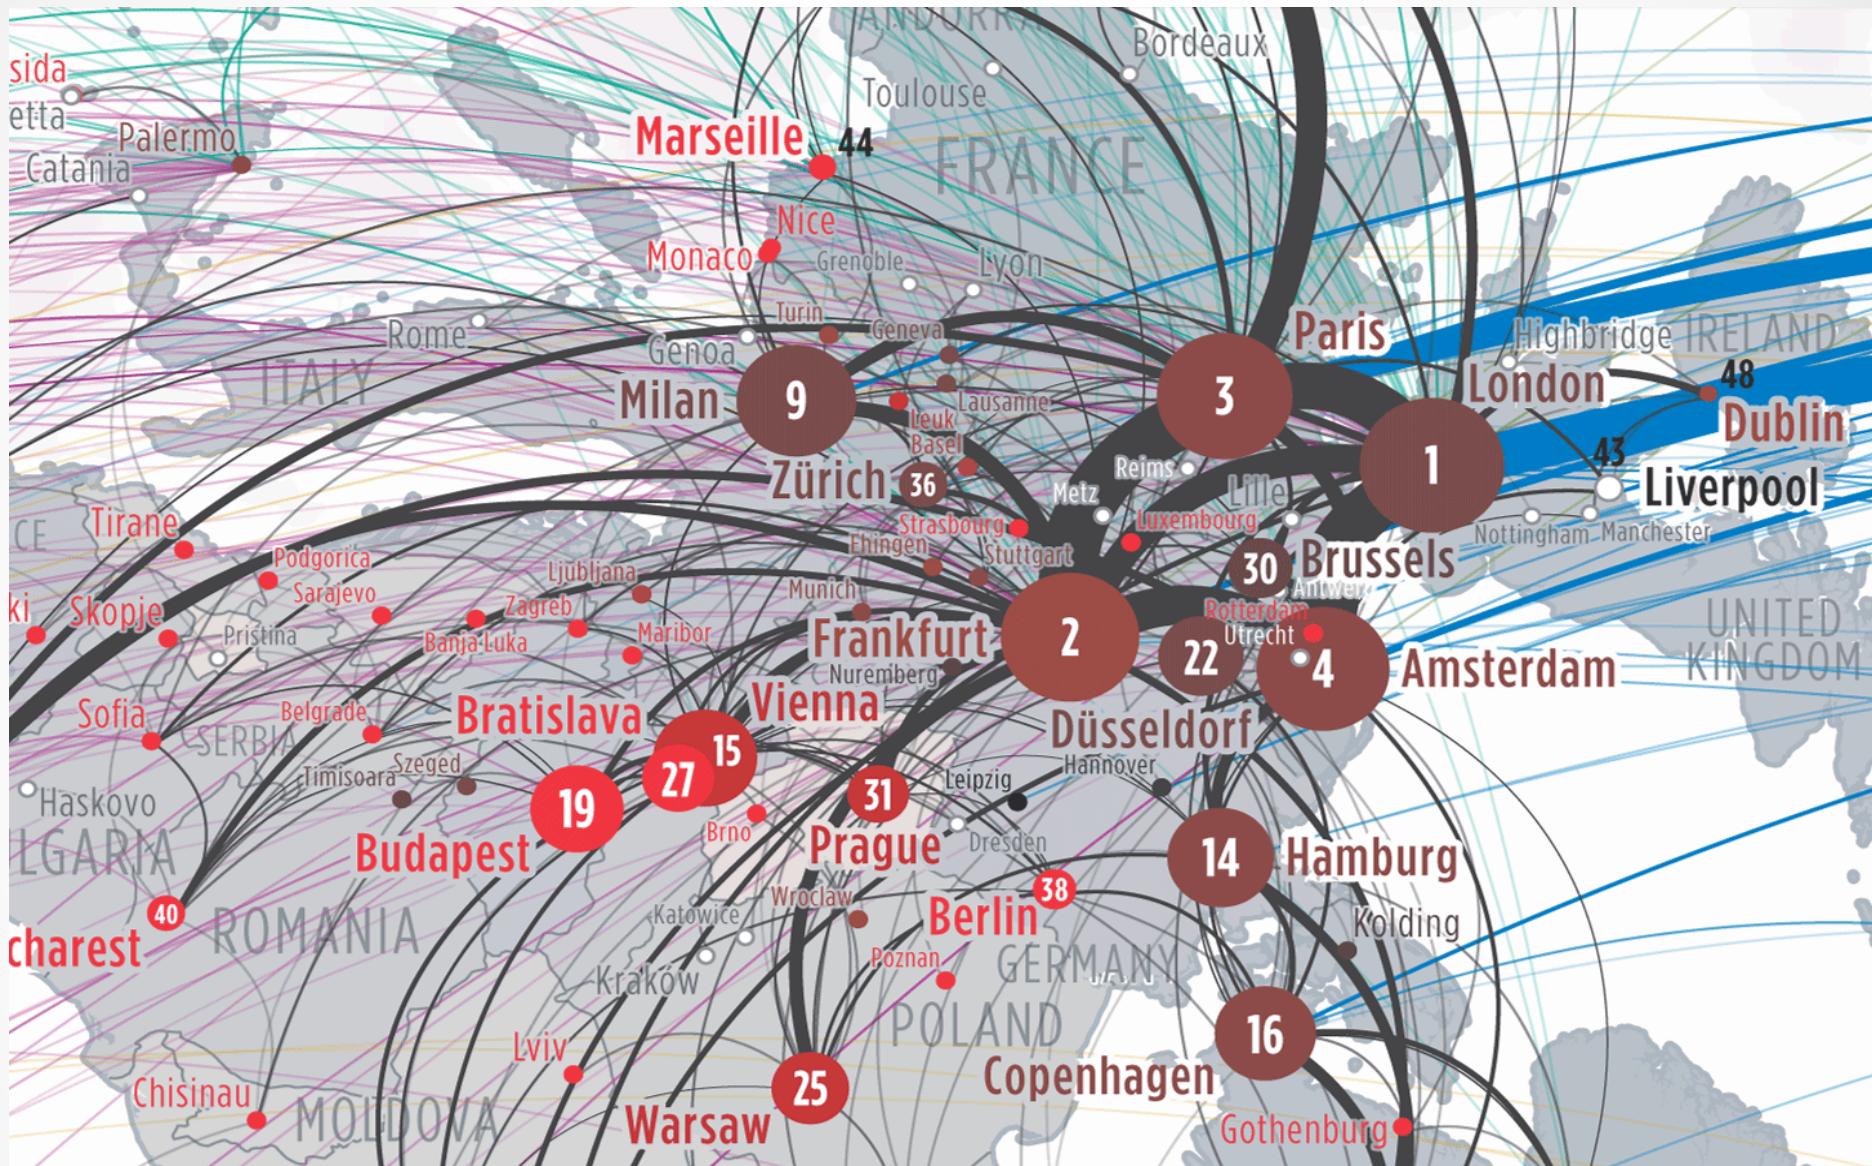 ANDORRA
Bordeaux
sida
Toulouse
etta
Palermo
Marseille
44
Catania
FRANCE
Nice
Monaco
Grenoble
Lyon
Turin
Geneva
Rome
Genoa
Paris
Highbridge
IRELAND
ITALY
Milan
9
3
London
48
Leuk
Lausanne
Dublin
Basel
43
Reims
1
Zürich
36
Metz
Lille
Liverpool
CE
Tirane
Strasbourg
Luxembourg
Nottingham
Manchester
Ehingen
Stuttgart
Podgorica
Ljubljana
30
Brussels
Sarajevo
Munich
Antwerp
ki
Skopje
Zagreb
Rotterdam
UNITED
KINGDOM
Pristina
Banja Luka
Maribor
Frankfurt
2
Utrecht
22
4
Amsterdam
Nuremberg
Sofia
Belgrade
Bratislava
Vienna
SERBIA
Düsseldorf
Timisoara
Szeged
15
27
Leipzig
Hannover
Haskovo
19
31
LGARIA
Budapest
Brno
Prague
Dresden
14
Hamburg
40
ROMANIA
Katowice
Wroclaw
38
Berlin
Kolding
charest
Poznan
GERMANY
Kraków
POLAND
16
Lviv
Copenhagen
Chisinau
MOLDOVA
25
Warsaw
Gothenburg